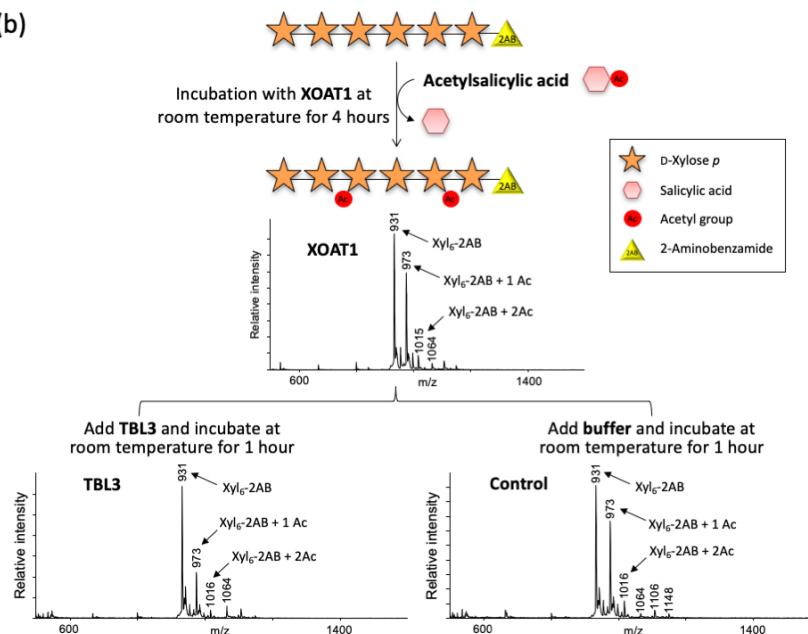 (b)
2AB
Incubation with XOAT1 at
room temperature for 4 hours
Acetylsalicylic acid
Ac
2AB
Ac
Ac
D-Xylose p
Salicylic acid
Ac
Acetyl group
2AB
2-Aminobenzamide
XOAT1
Relative intensity
931
Xyl₆-2AB
973
Xyl₆-2AB + 1 Ac
Xyl₆-2AB + 2Ac
1015
1064
600
m/z
1400
Add TBL3 and incubate at
room temperature for 1 hour
Add buffer and incubate at
room temperature for 1 hour
TBL3
Relative intensity
931
Xyl₆-2AB
Xyl₆-2AB + 1 Ac
973
Xyl₆-2AB + 2Ac
1016
1064
600
m/z
1400
Control
Relative intensity
931
Xyl₆-2AB
973
Xyl₆-2AB + 1 Ac
Xyl₆-2AB + 2Ac
1016
1064
1106
1148
600
m/z
1400